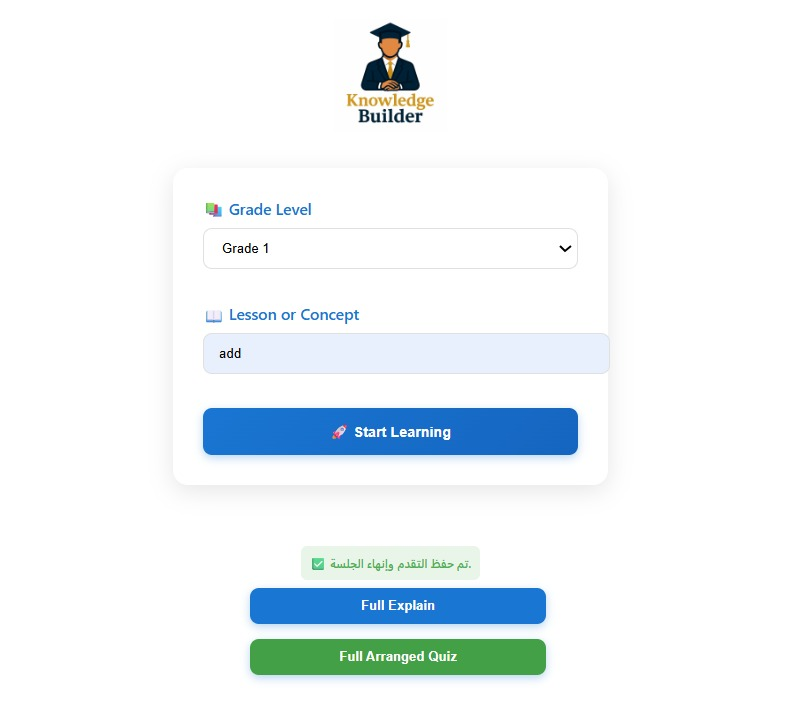 Knowledge
Builder
Grade Level
Grade 1
Lesson or Concept
add
Start Learning
.تم حفظ التقدم وإنهاء الجلسة
Full Explain
Full Arranged Quiz